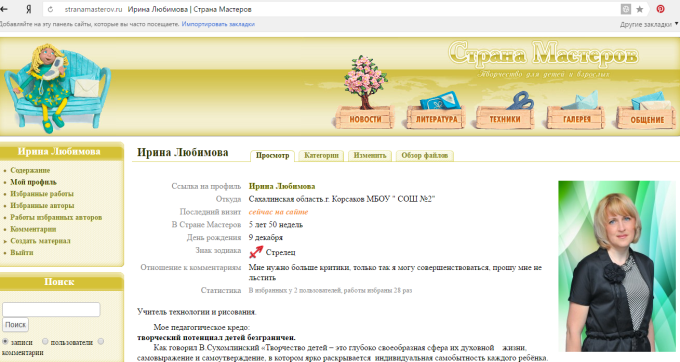 Я stranamasterov.ru Ирина Любимова | Страна Мастеров
Добавляйте на эту панель сайты, которые вы часто посещаете. Импортировать закладки
Другие закладки
Страна Мастеров
Творчество для детей и взрослых
НОВОСТИ ЛИТЕРАТУРА ТЕХНИКИ ГАЛЕРЕЯ ОБЩЕНИЕ
Ирина Любимова
Содержание
Мой профиль
Избранные работы
Избранные авторы
Работы избранных авторов
Комментарии
Создать материал
Выйти
Поиск
Поиск
записи пользователи
комментарии
Ирина Любимова
Просмотр Категории Изменить Обзор файлов
Ссылка на профиль Ирина Любимова
Откуда Сахалинская область.г. Корсаков МБОУ " СОШ №2"
Последний визит сейчас на сайте
В Стране Мастеров 5 лет 50 недель
День рождения 9 декабря
Знак зодиака Стрелец
Отношение к комментариям Мне нужно больше критики, только так я могу совершенствоваться, прошу мне не
льстить
Статистика В избранных у 2 пользователей, работы избраны 28 раз
Учитель технологии и рисования.
Мое педагогическое кредо:
творческий потенциал детей безграничен.
Как говорил В.Сухомлинский «Творчество детей – это глубоко своеобразная сфера их духовной жизни,
самовыражение и самоутверждение, в котором ярко раскрывается индивидуальная самобытность каждого ребёнка.